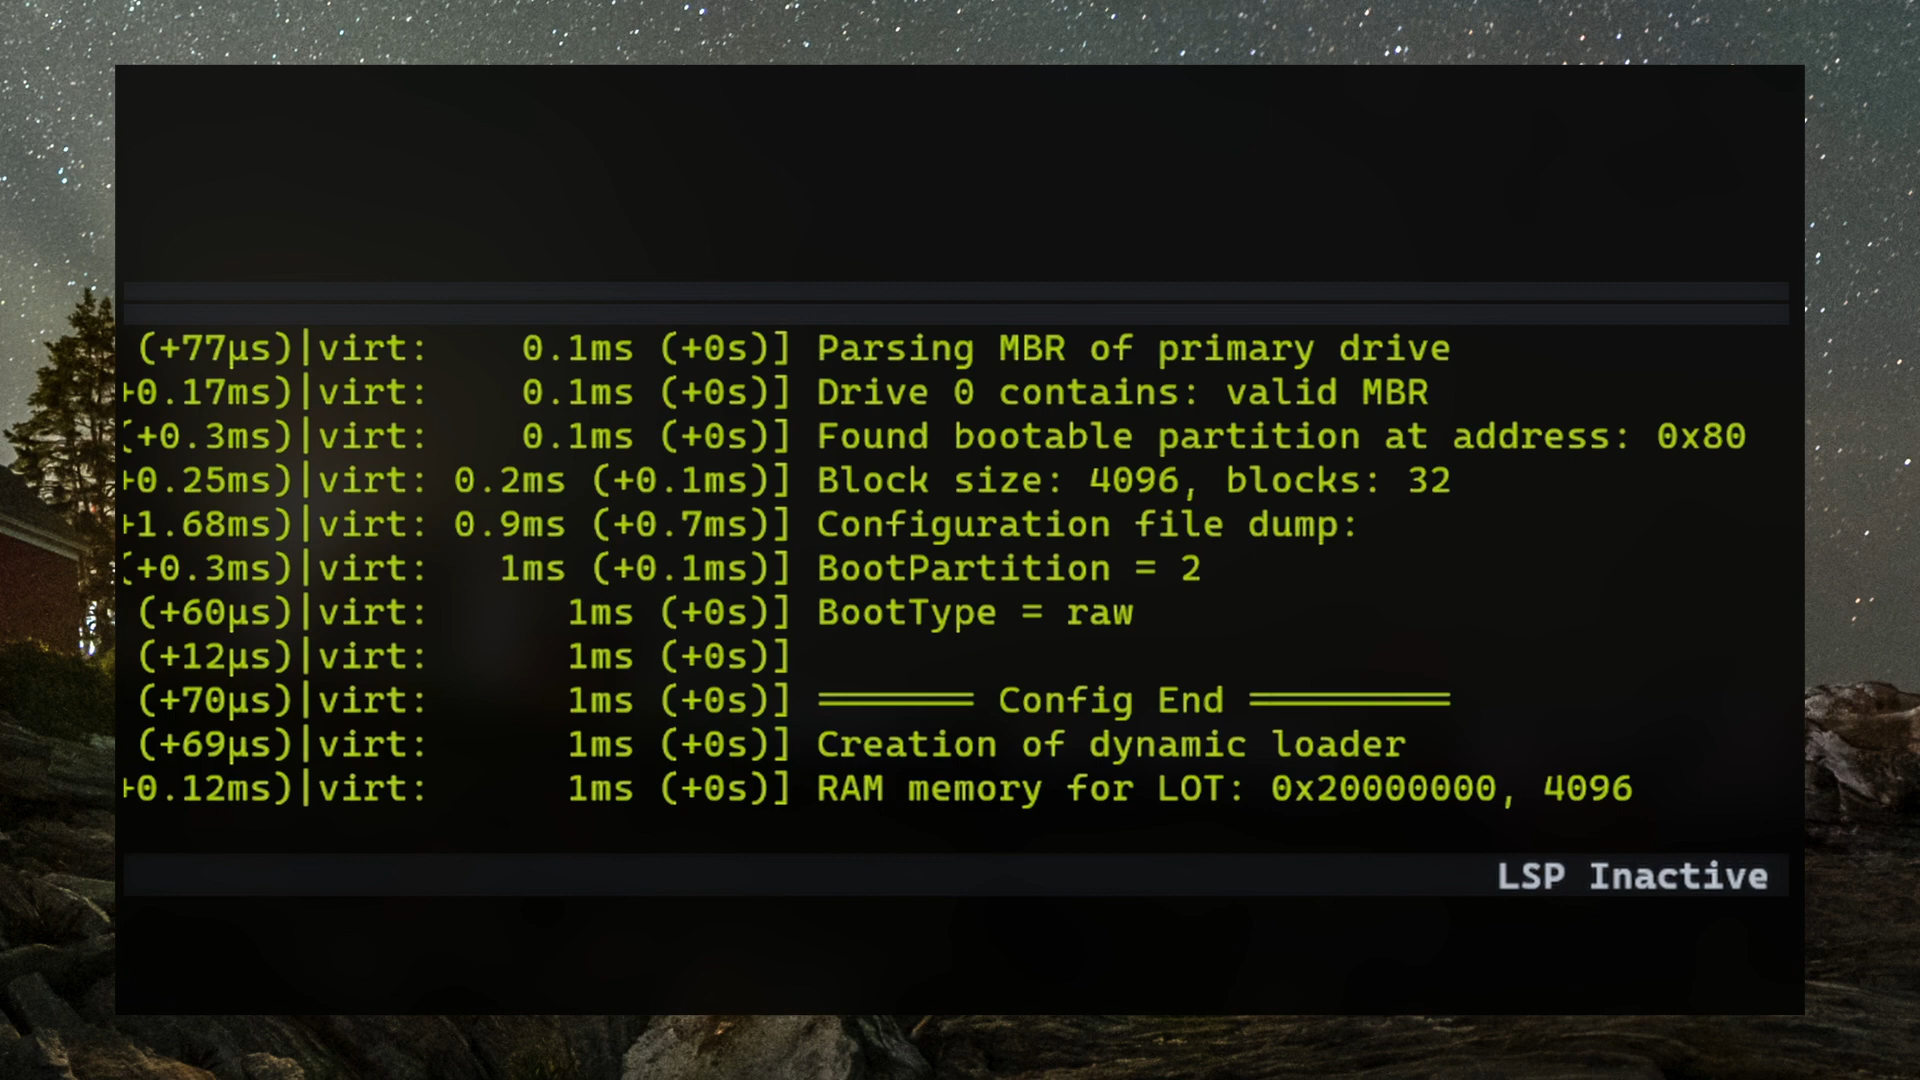 (+77µs)|virt:    0.1ms (+0s)] Parsing MBR of primary drive
+0.17ms)|virt:    0.1ms (+0s)] Drive 0 contains: valid MBR
(+0.3ms)|virt:    0.1ms (+0s)] Found bootable partition at address: 0x80
+0.25ms)|virt: 0.2ms (+0.1ms)] Block size: 4096, blocks: 32
+1.68ms)|virt: 0.9ms (+0.7ms)] Configuration file dump:
(+0.3ms)|virt:   1ms (+0.1ms)] BootPartition = 2
(+60µs)|virt:      1ms (+0s)] BootType = raw
(+12µs)|virt:      1ms (+0s)]
(+70µs)|virt:      1ms (+0s)] ═══════ Config End ═════════
(+69µs)|virt:      1ms (+0s)] Creation of dynamic loader
+0.12ms)|virt:      1ms (+0s)] RAM memory for LOT: 0x20000000, 4096
LSP Inactive